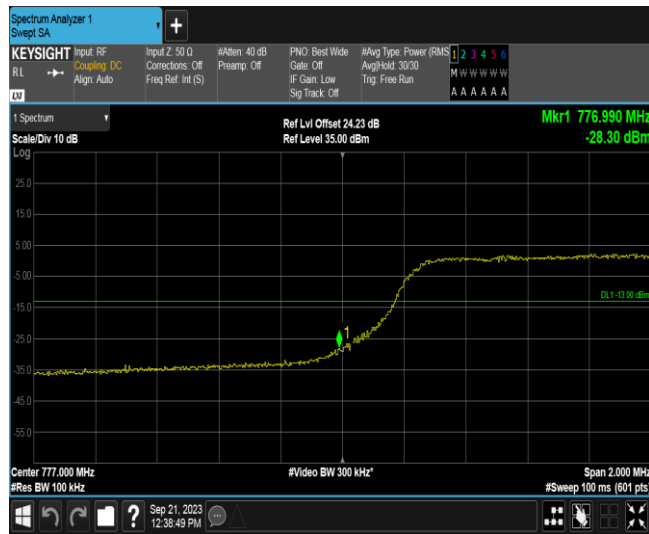 Spectrum Analyzer 1
Swept SA
KEYSIGHT
RL
LXI
Input: RF
Coupling: DC
Align: Auto
Input Z: 50 Ω
Corrections: Off
Freq Ref: Int (S)
#Atten: 40 dB
Preamp: Off
PNO: Best Wide
Gate: Off
IF Gain: Low
Sig Track: Off
#Avg Type: Power (RMS
Avg|Hold: 30/30
Trig: Free Run
1 2 3 4 5 6
M W W W W W
A A A A A A
1 Spectrum
Scale/Div 10 dB
Log
Ref Lvl Offset 24.23 dB
Ref Level 35.00 dBm
Mkr1 776.990 MHz
-28.30 dBm
25.0
15.0
5.00
-5.00
DL1 -13.00 dBm
-15.0
1
-25.0
-35.0
-45.0
-55.0
Center 777.000 MHz
#Video BW 300 kHz*
Span 2.000 MHz
#Res BW 100 kHz
#Sweep 100 ms (601 pts)
?
Sep 21, 2023
12:38:49 PM